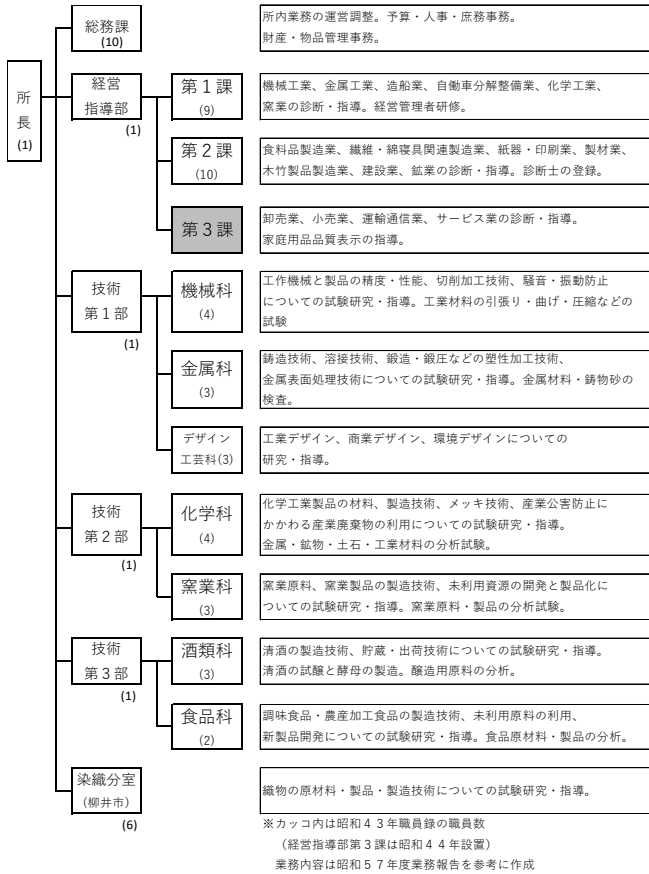 総務課
(10)
所内業務の運営調整。予算・人事・庶務事務。
財産・物品管理事務。
所
長
(1)
経営
指導部
(1)
第１課
(9)
機械工業、金属工業、造船業、自働車分解整備業、化学工業、
窯業の診断・指導。経営管理者研修。
第２課
(10)
食料品製造業、繊維・綿寝具関連製造業、紙器・印刷業、製材業、
木竹製品製造業、建設業、鉱業の診断・指導。診断士の登録。
第３課
卸売業、小売業、運輸通信業、サービス業の診断・指導。
家庭用品品質表示の指導。
技術
第１部
(1)
機械科
(4)
工作機械と製品の精度・性能、切削加工技術、騒音・振動防止
についての試験研究・指導。工業材料の引張り・曲げ・圧縮などの
試験
金属科
(3)
鋳造技術、溶接技術、鍛造・鍛圧などの塑性加工技術、
金属表面処理技術についての試験研究・指導。金属材料・鋳物砂の
検査。
デザイン
工芸科(3)
工業デザイン、商業デザイン、環境デザインについての
研究・指導。
技術
第２部
(1)
化学科
(4)
化学工業製品の材料、製造技術、メッキ技術、産業公害防止に
かかわる産業廃棄物の利用についての試験研究・指導。
金属・鉱物・土石・工業材料の分析試験。
窯業科
(3)
窯業原料、窯業製品の製造技術、未利用資源の開発と製品化に
ついての試験研究・指導。窯業原料・製品の分析試験。
技術
第３部
(1)
酒類科
(3)
清酒の製造技術、貯蔵・出荷技術についての試験研究・指導。
清酒の試醸と酵母の製造。醸造用原料の分析。
食品科
(2)
調味食品・農産加工食品の製造技術、未利用原料の利用、
新製品開発についての試験研究・指導。食品原材料・製品の分析。
染織分室
(柳井市)
(6)
織物の原材料・製品・製造技術についての試験研究・指導。
※カッコ内は昭和４３年職員録の職員数
（経営指導部第３課は昭和４４年設置）
業務内容は昭和５７年度業務報告を参考に作成